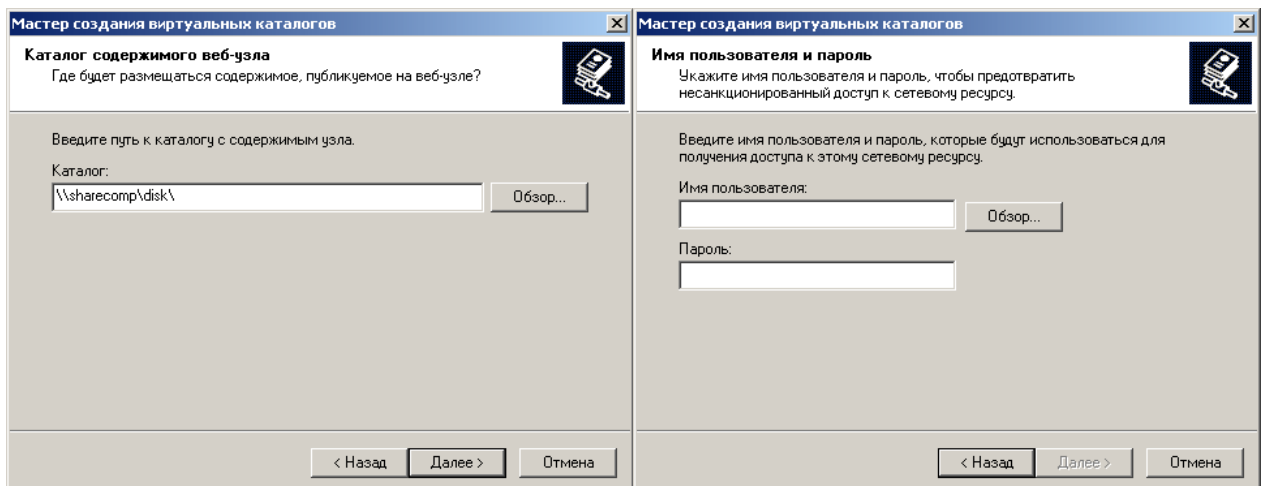 Мастер создания виртуальных каталогов
Каталог содержимого веб-узла
Где будет размещаться содержимое, публикуемое на веб-узле?
Введите путь к каталогу с содержимым узла.
Каталог:
\\sharecomp\disk\
Обзор...
< Назад
Далее >
Отмена
Мастер создания виртуальных каталогов
Имя пользователя и пароль
Укажите имя пользователя и пароль, чтобы предотвратить
несанкционированный доступ к сетевому ресурсу.
Введите имя пользователя и пароль, которые будут использоваться для
получения доступа к этому сетевому ресурсу.
Имя пользователя:
Обзор...
Пароль:
< Назад
Далее >
Отмена